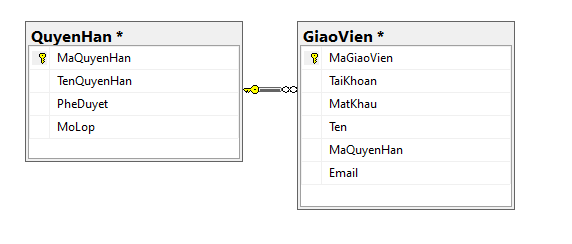 QuyenHan *
MaQuyenHan
TenQuyenHan
PheDuyet
MoLop
GiaoVien *
MaGiaoVien
TaiKhoan
MatKhau
Ten
MaQuyenHan
Email